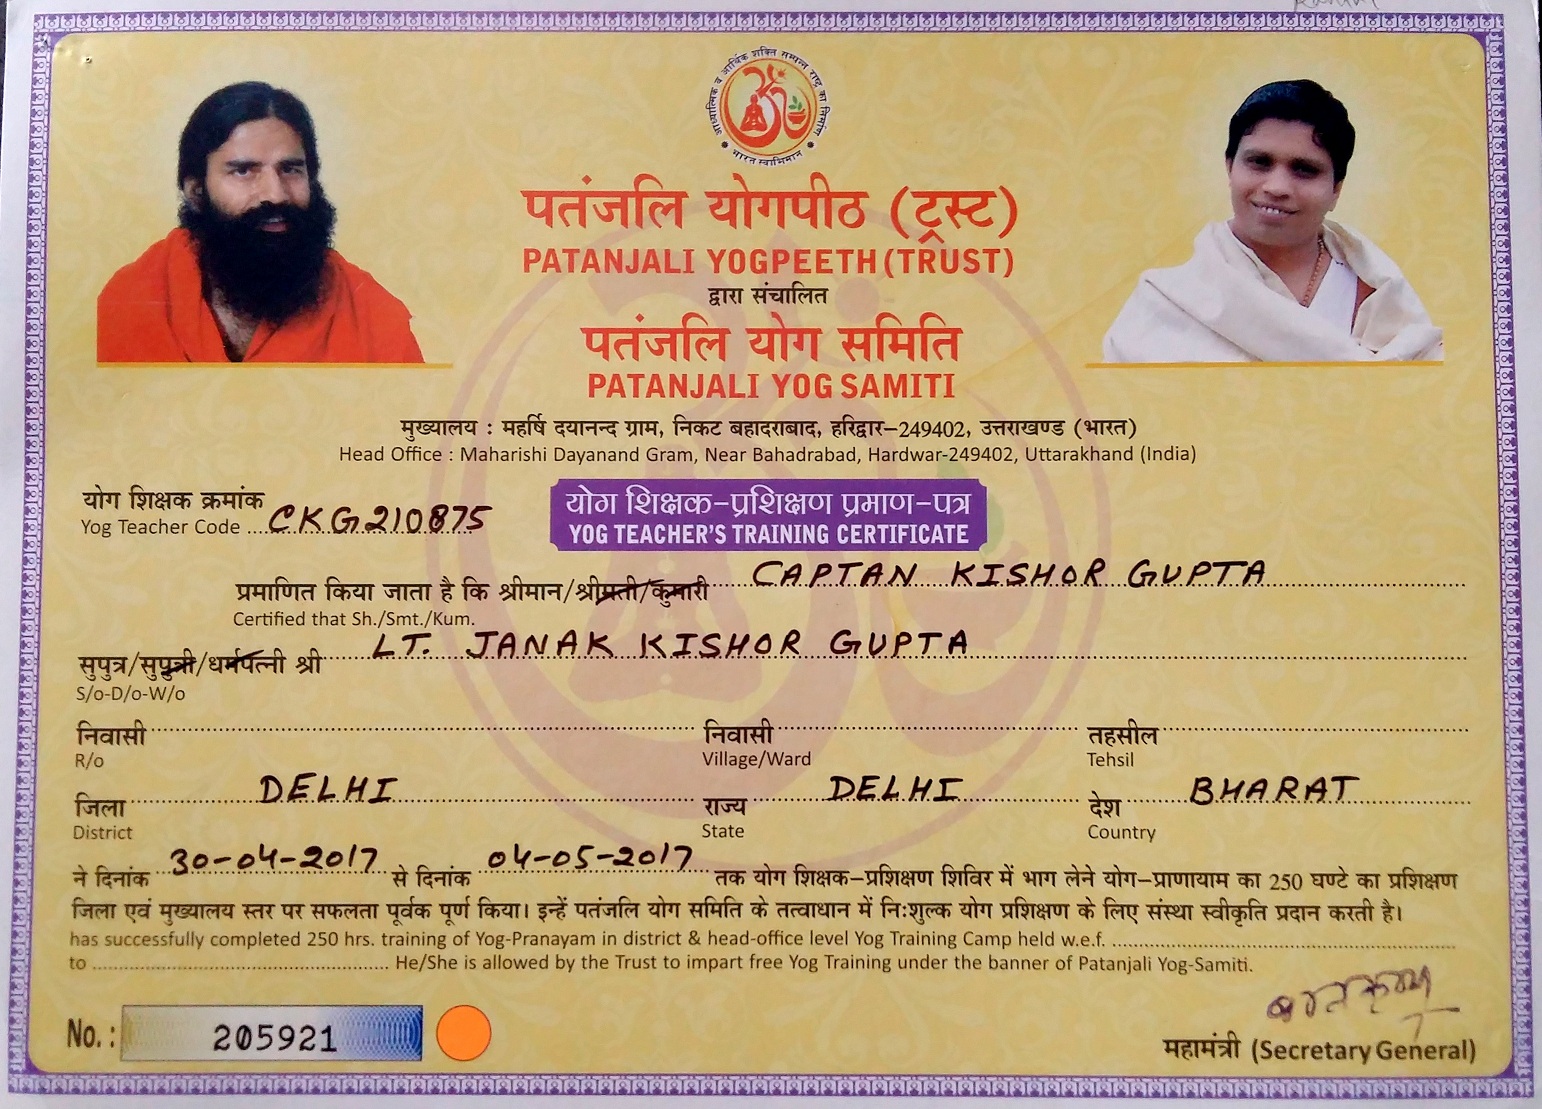 आध्यात्मिक व आर्थिक शक्ति सम्पन्न राष्ट्र का निर्माण
भारत स्वाभिमान
पतंजलि योगपीठ (ट्रस्ट)
PATANJALI YOGPEETH (TRUST)
द्वारा संचालित
पतंजलि योग समिति
PATANJALI YOG SAMITI
मुख्यालय : महर्षि दयानन्द ग्राम, निकट बहादराबाद, हरिद्वार–249402, उत्तराखण्ड (भारत)
Head Office : Maharishi Dayanand Gram, Near Bahadrabad, Hardwar-249402, Uttarakhand (India)
योग शिक्षक क्रमांक
Yog Teacher Code ... CKG210875
योग शिक्षक–प्रशिक्षण प्रमाण–पत्र
YOG TEACHER'S TRAINING CERTIFICATE
प्रमाणित किया जाता है कि श्रीमान/श्रीमती/कुमारी CAPTAN KISHOR GUPTA
Certified that Sh./Smt./Kum.
सुपुत्र/सुपुत्री/धर्मपत्नी श्री LT. JANAK KISHOR GUPTA
S/o-D/o-W/o
निवासी निवासी तहसील
R/o Village/Ward Tehsil
जिला DELHI राज्य DELHI देश BHARAT
District State Country
ने दिनांक 30-04-2017 से दिनांक 04-05-2017 तक योग शिक्षक–प्रशिक्षण शिविर में भाग लेने योग–प्राणायाम का 250 घण्टे का प्रशिक्षण
जिला एवं मुख्यालय स्तर पर सफलता पूर्वक पूर्ण किया। इन्हें पतंजलि योग समिति के तत्वाधान में निःशुल्क योग प्रशिक्षण के लिए संस्था स्वीकृति प्रदान करती है।
has successfully completed 250 hrs. training of Yog-Pranayam in district & head-office level Yog Training Camp held w.e.f.
to He/She is allowed by the Trust to impart free Yog Training under the banner of Patanjali Yog-Samiti.
No. : 205921
महामंत्री (Secretary General)